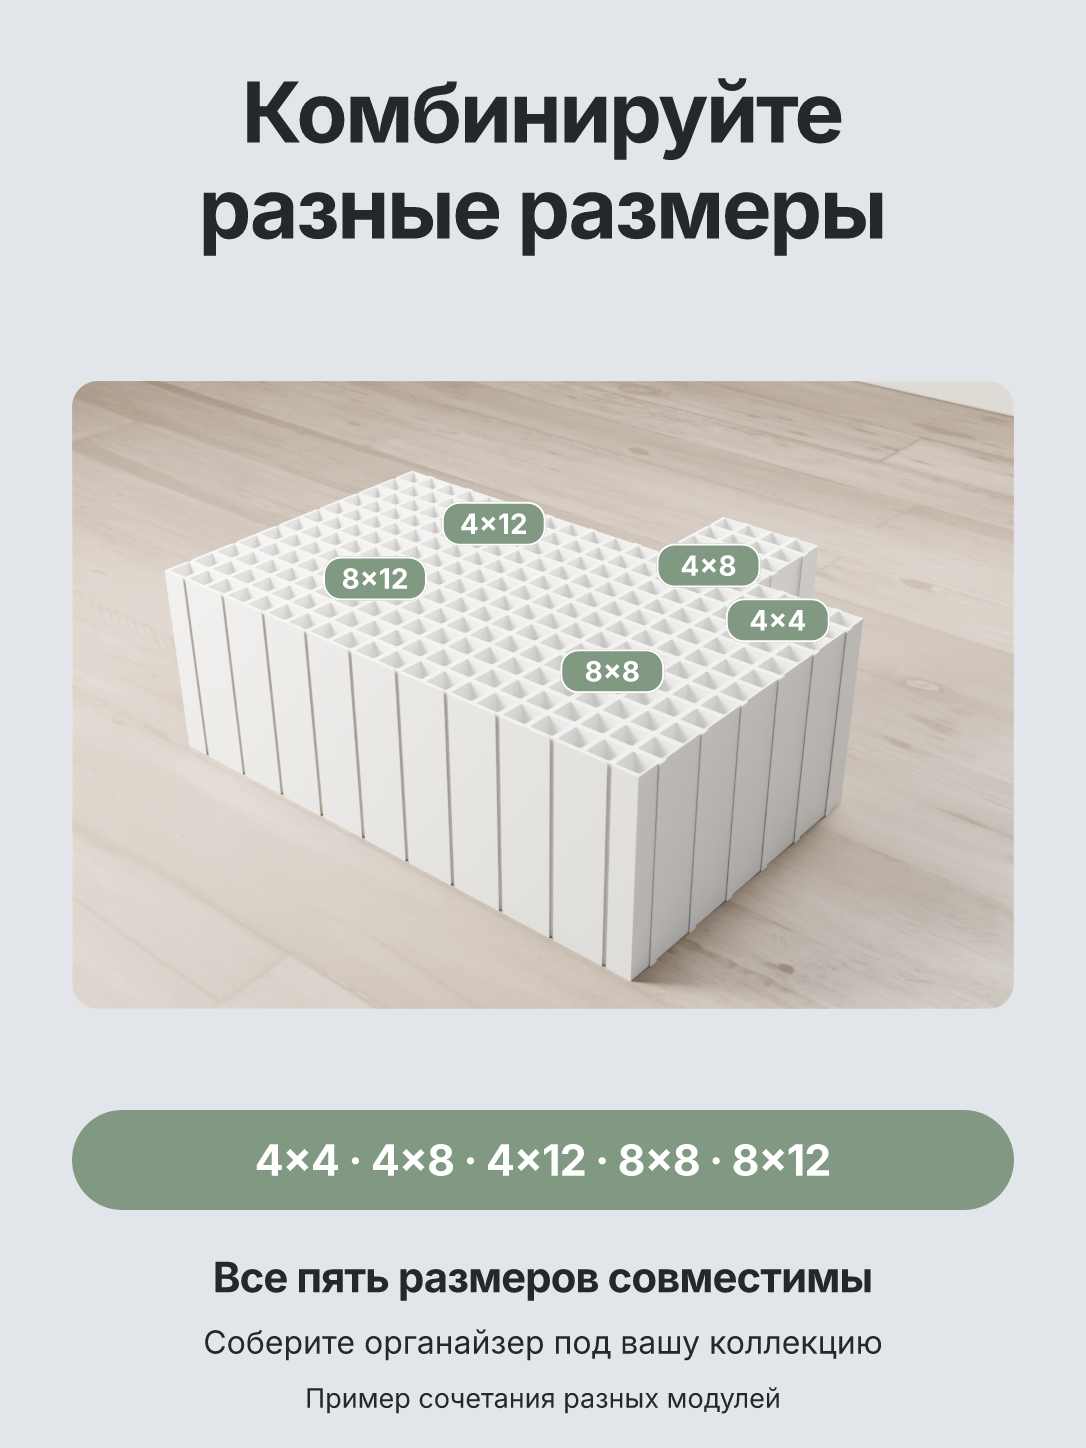 Комбинируйте
разные размеры
4×12
4×8
8×12
4×4
8×8
4×4 · 4×8 · 4×12 · 8×8 · 8×12
Все пять размеров совместимы
Соберите органайзер под вашу коллекцию
Пример сочетания разных модулей